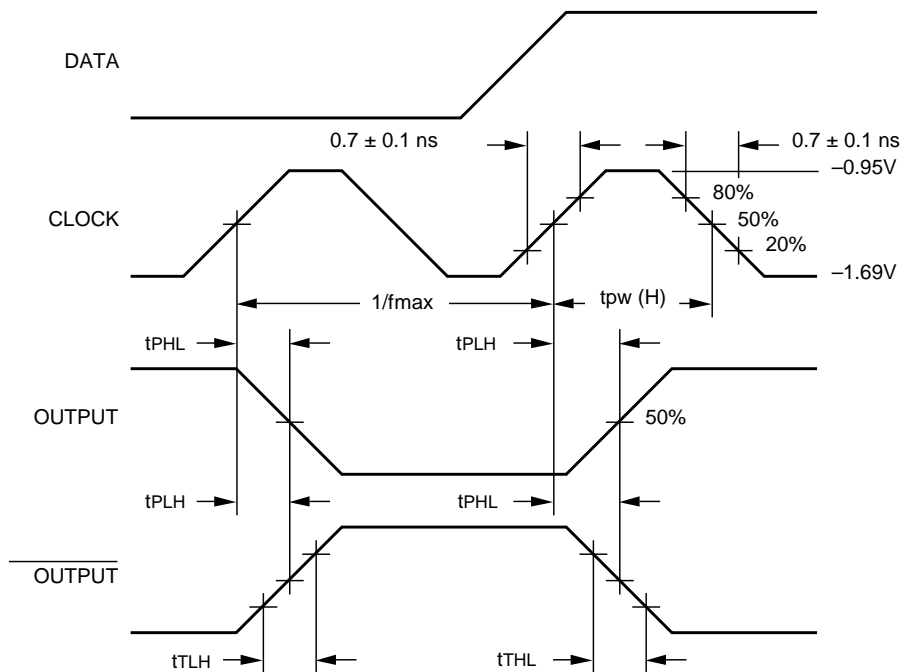 DATA
0.7 ± 0.1 ns
0.7 ± 0.1 ns
–0.95V
80%
CLOCK
50%
20%
–1.69V
1/fmax
tpw (H)
tPHL
tPLH
OUTPUT
50%
tPLH
tPHL
OUTPUT
tTLH
tTHL